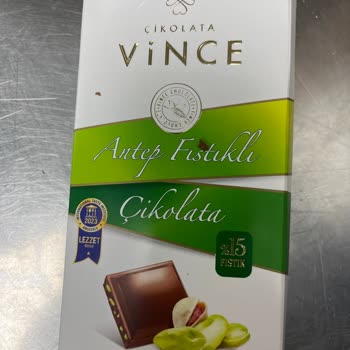 ÇİKOLATA
VİNCE
Antep Fıstıklı
Çikolata
2023
LEZZET
%15
FISTIK